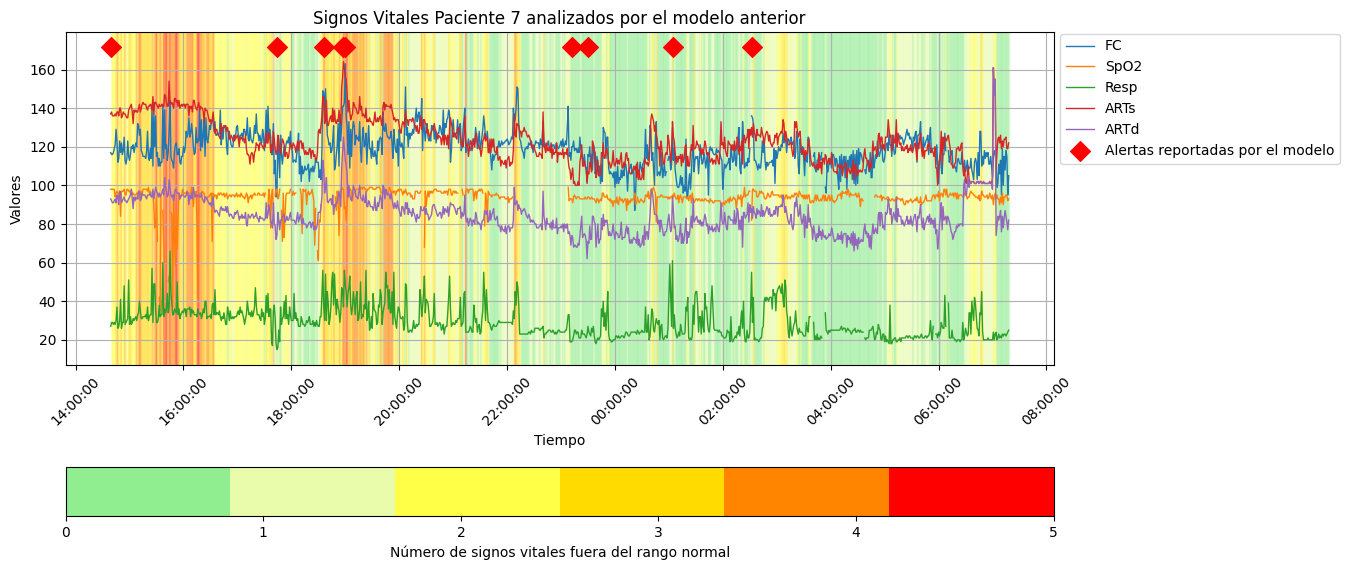 Signos Vitales Paciente 7 analizados por el modelo anterior
FC
SpO2
Resp
ARTs
ARTd
Alertas reportadas por el modelo
Valores
160
140
120
100
80
60
40
20
14:00:00
16:00:00
18:00:00
20:00:00
22:00:00
00:00:00
02:00:00
04:00:00
06:00:00
08:00:00
Tiempo
0
1
2
3
4
5
Número de signos vitales fuera del rango normal